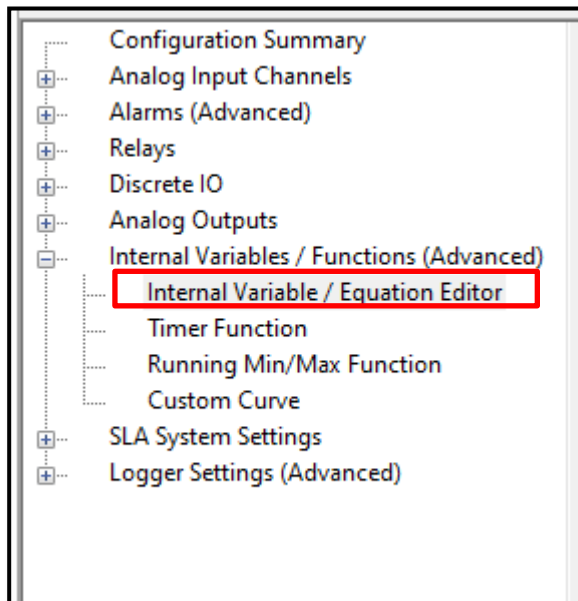 Configuration Summary
Analog Input Channels
Alarms (Advanced)
Relays
Discrete IO
Analog Outputs
Internal Variables / Functions (Advanced)
Internal Variable / Equation Editor
Timer Function
Running Min/Max Function
Custom Curve
SLA System Settings
Logger Settings (Advanced)